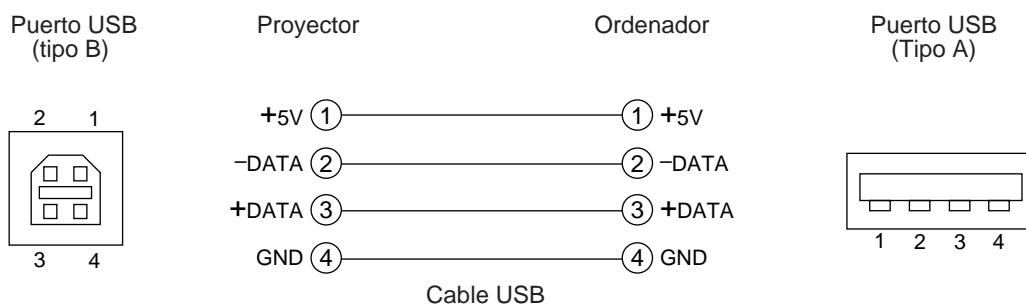 Puerto USB
(tipo B)
Proyector
Ordenador
Puerto USB
(Tipo A)
2 1
3 4
+5V 1 1 +5V
−DATA 2 2 −DATA
+DATA 3 3 +DATA
GND 4 4 GND
Cable USB
1 2 3 4